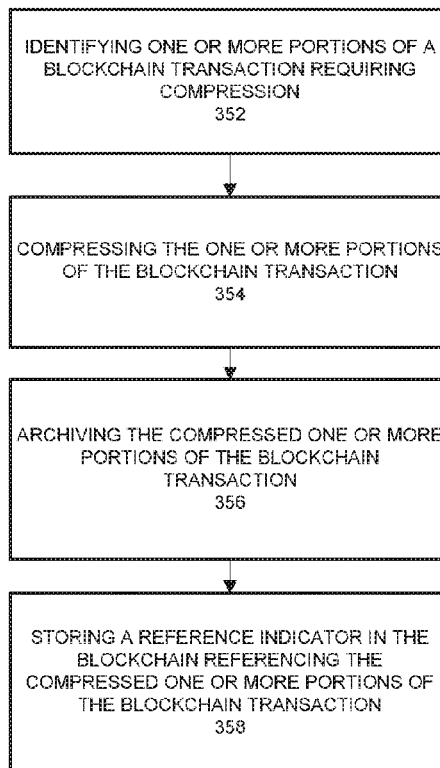 IDENTIFYING ONE OR MORE PORTIONS OF A
BLOCKCHAIN TRANSACTION REQUIRING
COMPRESSION
352
COMPRESSING THE ONE OR MORE PORTIONS
OF THE BLOCKCHAIN TRANSACTION
354
ARCHIVING THE COMPRESSED ONE OR MORE
PORTIONS OF THE BLOCKCHAIN
TRANSACTION
356
STORING A REFERENCE INDICATOR IN THE
BLOCKCHAIN REFERENCING THE
COMPRESSED ONE OR MORE PORTIONS OF
THE BLOCKCHAIN TRANSACTION
358